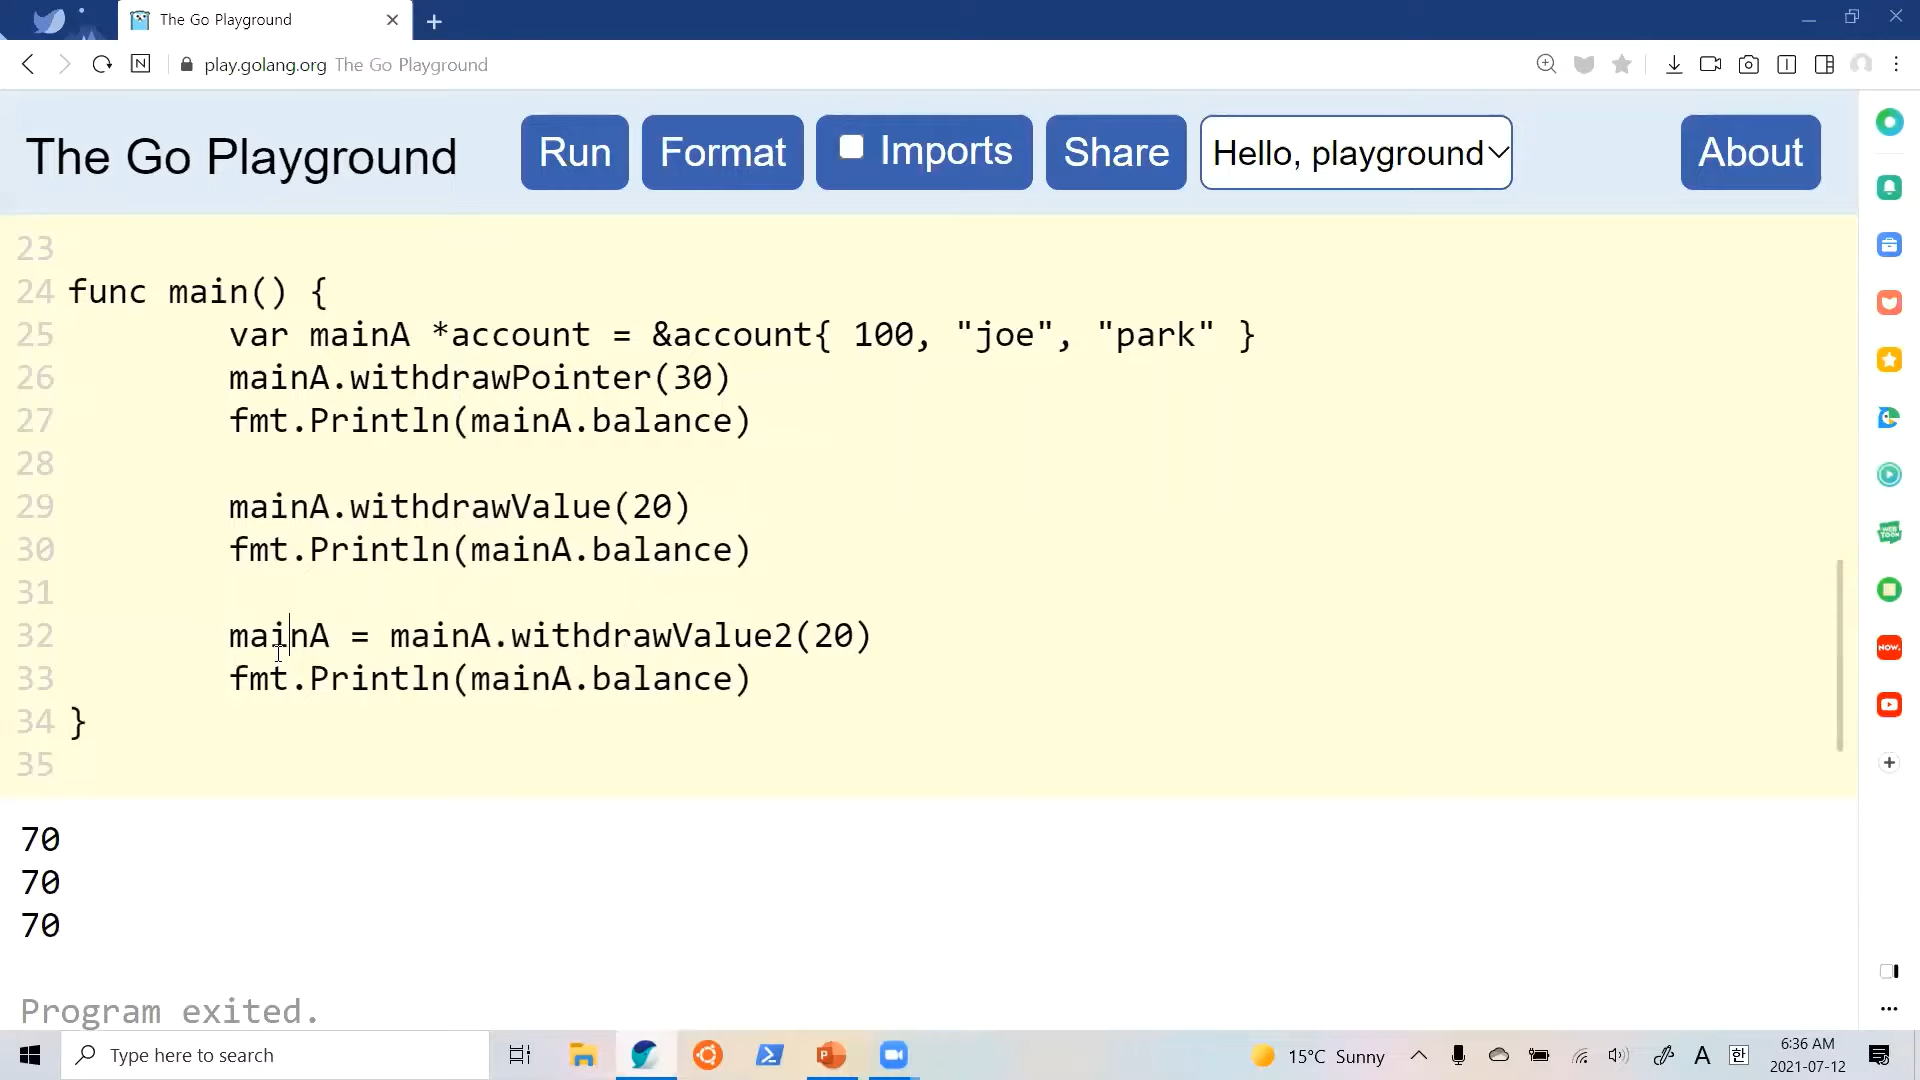 The Go Playground
play.golang.org The Go Playground
The Go Playground
Run
Format
Imports
Share
Hello, playground
About
23
24 func main() {
25 var mainA *account = &account{ 100, "joe", "park" }
26 mainA.withdrawPointer(30)
27 fmt.Println(mainA.balance)
28
29 mainA.withdrawValue(20)
30 fmt.Println(mainA.balance)
31
32 mainA = mainA.withdrawValue2(20)
33 fmt.Println(mainA.balance)
34 }
35
70
70
70
Program exited.
NOW.
WEB
TOON
Type here to search
15°C Sunny
A
한
6:36 AM
2021-07-12